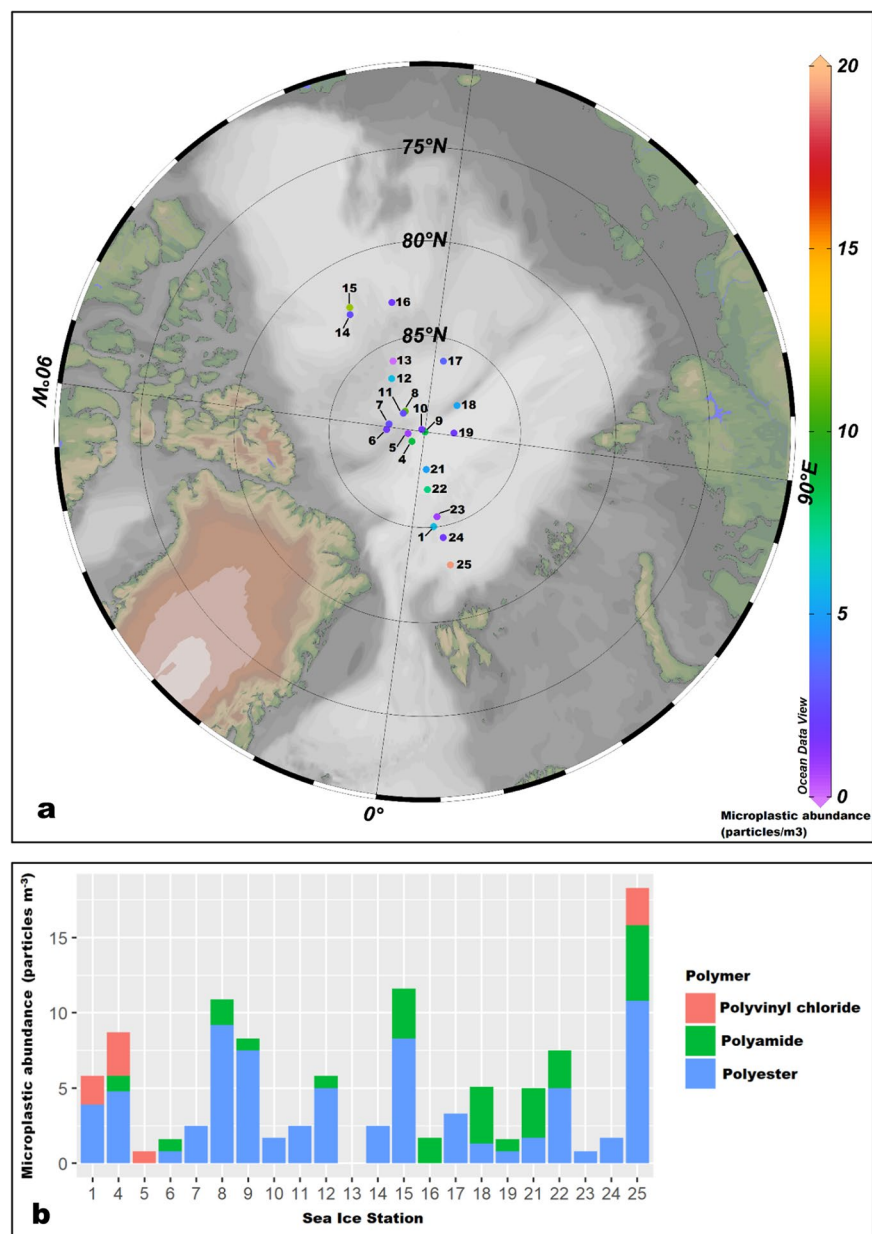 20
75°N
15
80°N
15
16
14
85°N
13
17
12
90°W
11
8
10
7
10
9
18
19
6
5
4
90°E
21
22
5
23
1
24
25
Ocean Data View
0
a
0°
Microplastic abundance
(particles/m3)
Microplastic abundance (particles m-3)
15
10
5
0
1 4 5 6 7 8 9 10 11 12 13 14 15 16 17 18 19 21 22 23 24 25
Sea Ice Station
Polymer
Polyvinyl chloride
Polyamide
Polyester
b